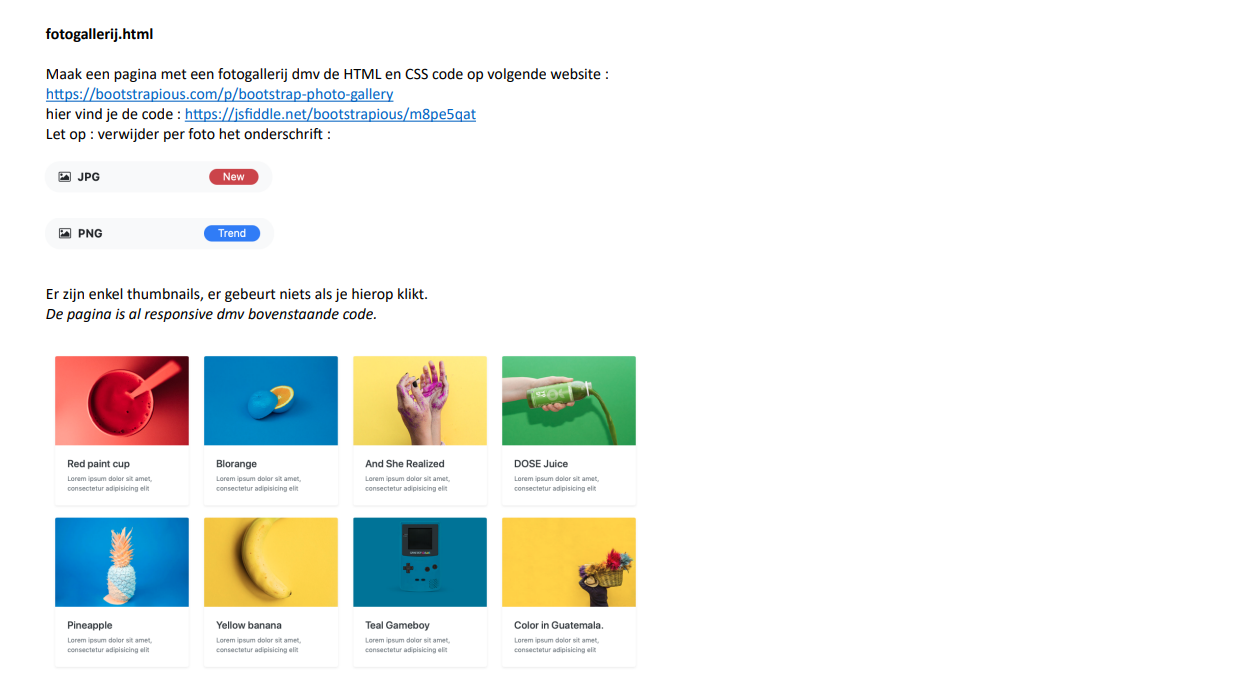 fotogallerij.html
Maak een pagina met een fotogallerij dmv de HTML en CSS code op volgende website :
https://bootstrapious.com/p/bootstrap-photo-gallery
hier vind je de code : https://jsfiddle.net/bootstrapious/m8pe5qat
Let op : verwijder per foto het onderschrift :
JPG New
PNG Trend
Er zijn enkel thumbnails, er gebeurt niets als je hierop klikt.
De pagina is al responsive dmv bovenstaande code.
Red paint cup
Lorem ipsum dolor sit amet,
consectetur adipisicing elit
Blorange
Lorem ipsum dolor sit amet,
consectetur adipisicing elit
And She Realized
Lorem ipsum dolor sit amet,
consectetur adipisicing elit
DOSE Juice
Lorem ipsum dolor sit amet,
consectetur adipisicing elit
Pineapple
Lorem ipsum dolor sit amet,
consectetur adipisicing elit
Yellow banana
Lorem ipsum dolor sit amet,
consectetur adipisicing elit
Teal Gameboy
Lorem ipsum dolor sit amet,
consectetur adipisicing elit
Color in Guatemala.
Lorem ipsum dolor sit amet,
consectetur adipisicing elit